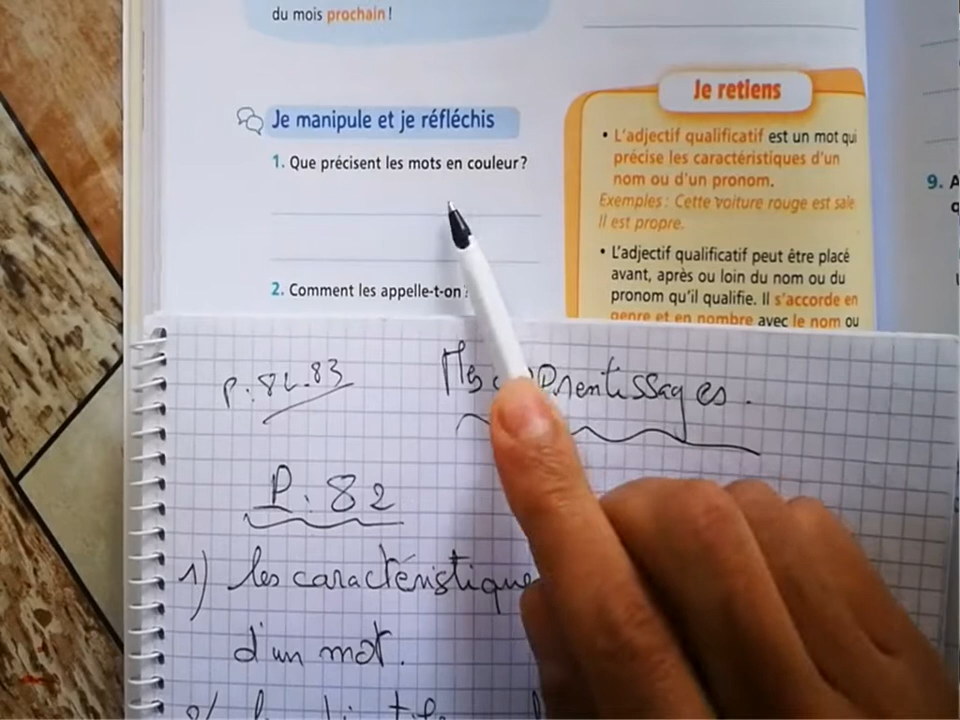 du mois prochain !
Je manipule et je réfléchis
1. Que précisent les mots en couleur ?
2. Comment les appelle-t-on ?
Je retiens
• L'adjectif qualificatif est un mot qui
précise les caractéristiques d'un
nom ou d'un pronom.
Exemples : Cette voiture rouge est sale
Il est propre.
• L'adjectif qualificatif peut être placé
avant, après ou loin du nom ou du
pronom qu'il qualifie. Il s'accorde en
genre et en nombre avec le nom ou
9. A
q
P. 82-83
Mes apprentissages.
P. 82
1) les caractéristiques
d'un mot.